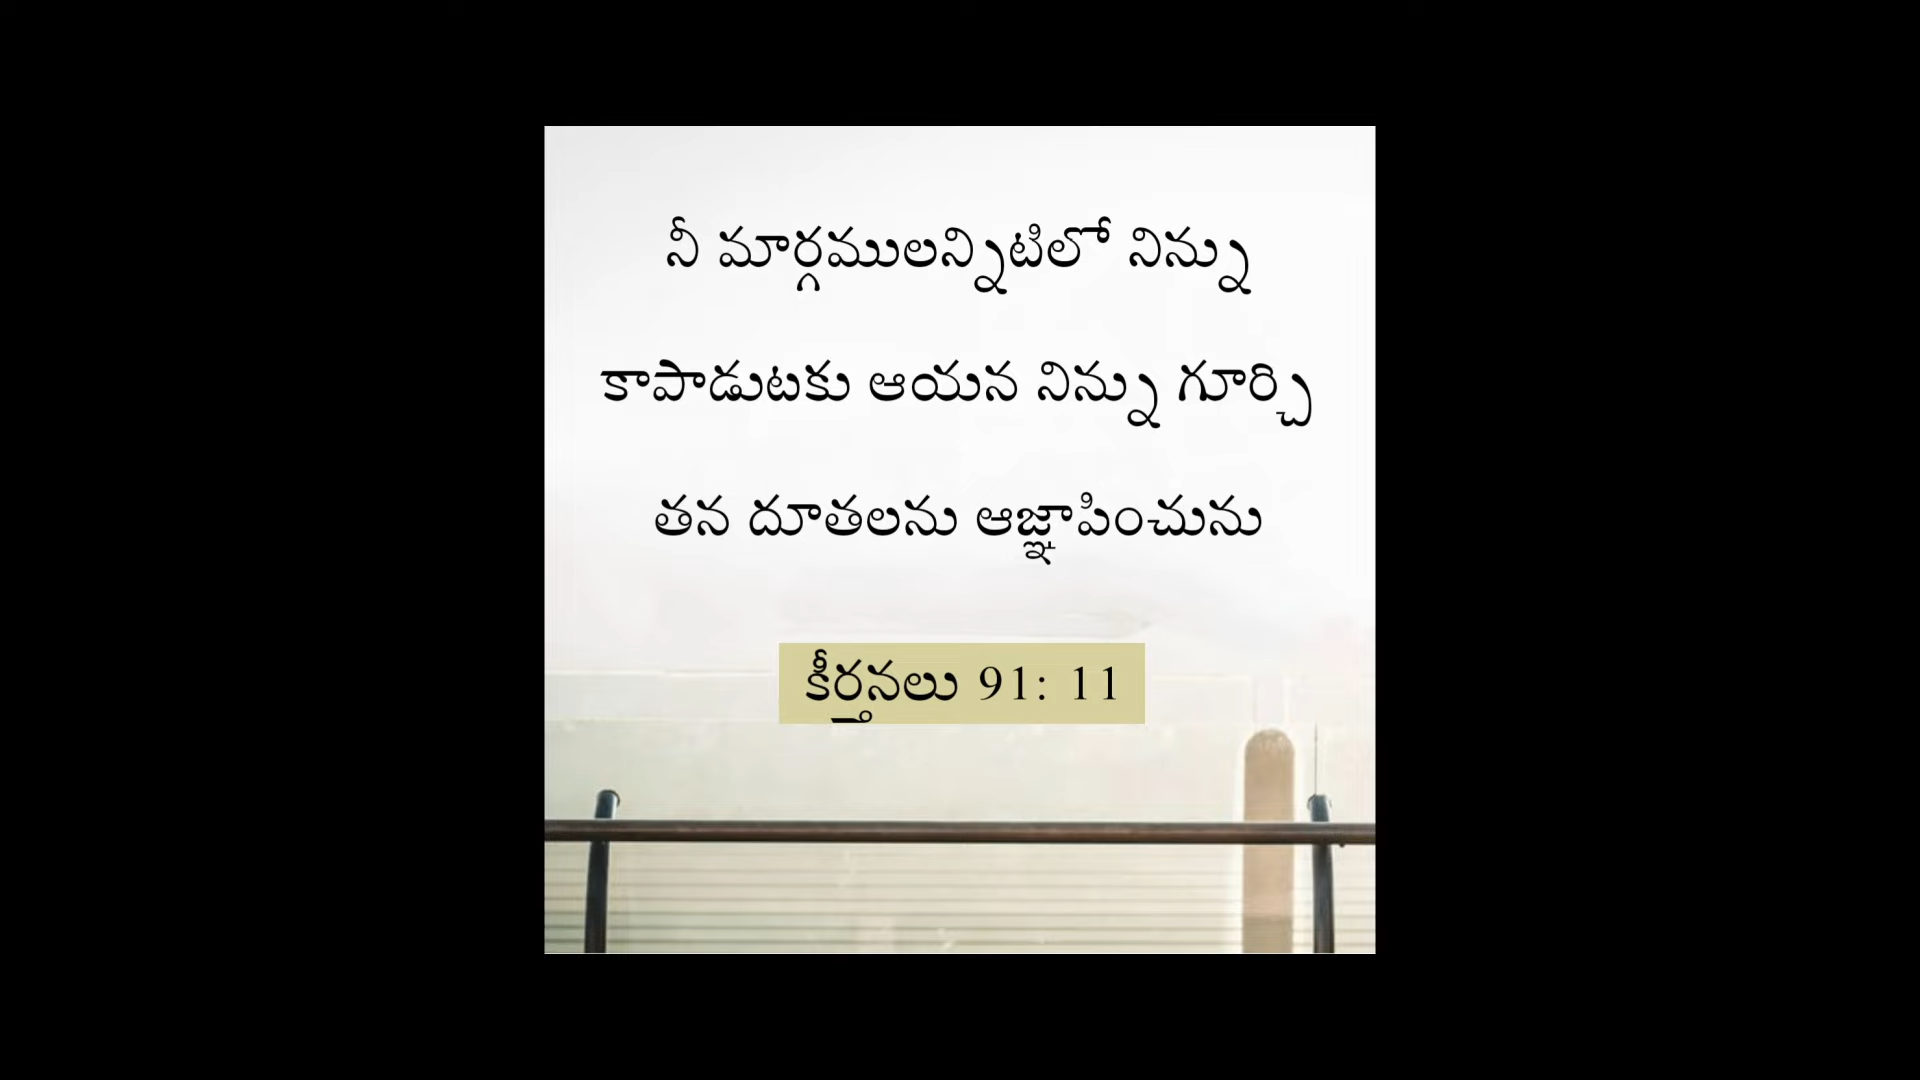 నీ మార్గములన్నిటిలో నిన్ను
కాపాడుటకు ఆయన నిన్ను గూర్చి
తన దూతలను ఆజ్ఞాపించును
కీర్తనలు 91: 11